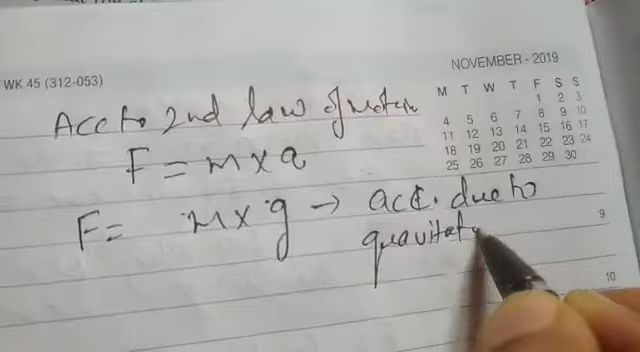 NOVEMBER - 2019
WK 45 (312-053)
M T W T F S S
1 2 3
4 5 6 7 8 9 10
11 12 13 14 15 16 17
18 19 20 21 22 23 24
25 26 27 28 29 30
Acc to 2nd law of motion
F = m x a
F = m x g → acc. due to
gravitat
9
10